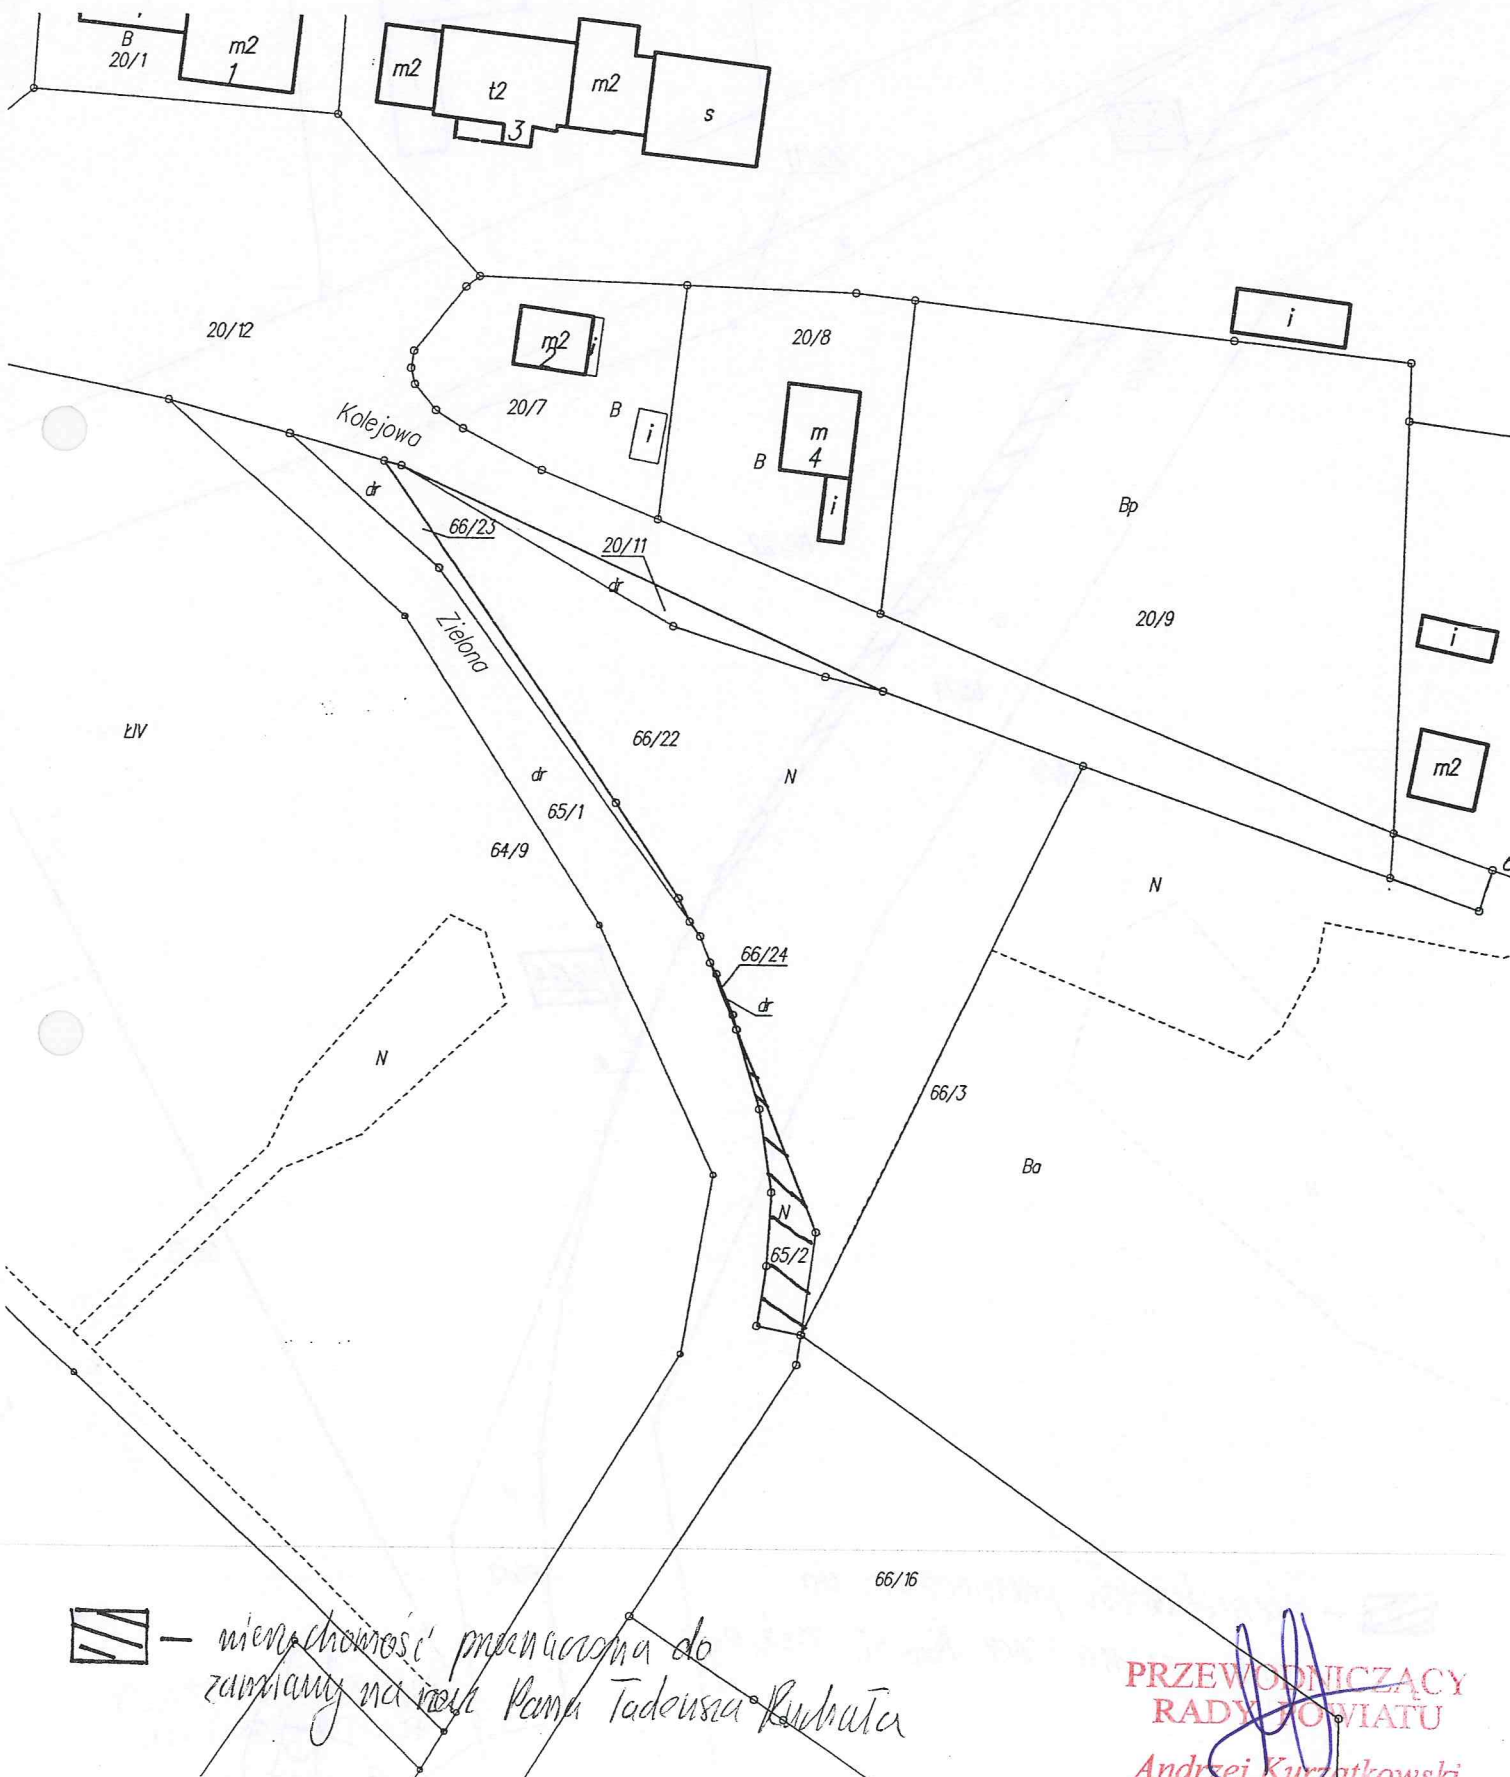 B
20/1
m2
1
m2
t2
3
m2
s
20/12
m2
2
i
20/7
B
i
20/8
m
4
B
i
i
Bp
20/9
i
m2
Kolejowa
dr
66/23
20/11
dr
Zielona
ŁIV
66/22
N
dr
65/1
64/9
N
66/24
dr
N
66/3
Ba
N
65/2
66/16
— nieruchomość przeznaczona do
zamiany na rzecz Pana Tadeusza
PRZEWODNICZĄCY
RADY POWIATU
Andrzej Kurzątkowski